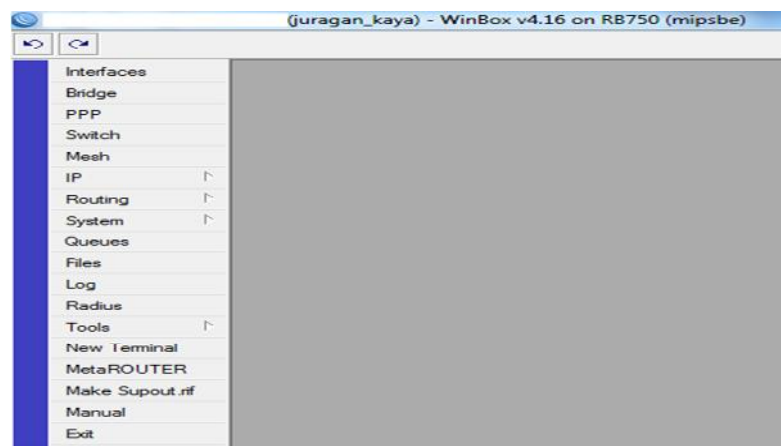 (juragan_kaya) - WinBox v4.16 on RB750 (mipsbe)
Interfaces
Bridge
PPP
Switch
Mesh
IP
Routing
System
Queues
Files
Log
Radius
Tools
New Terminal
MetaROUTER
Make Supout.rif
Manual
Exit